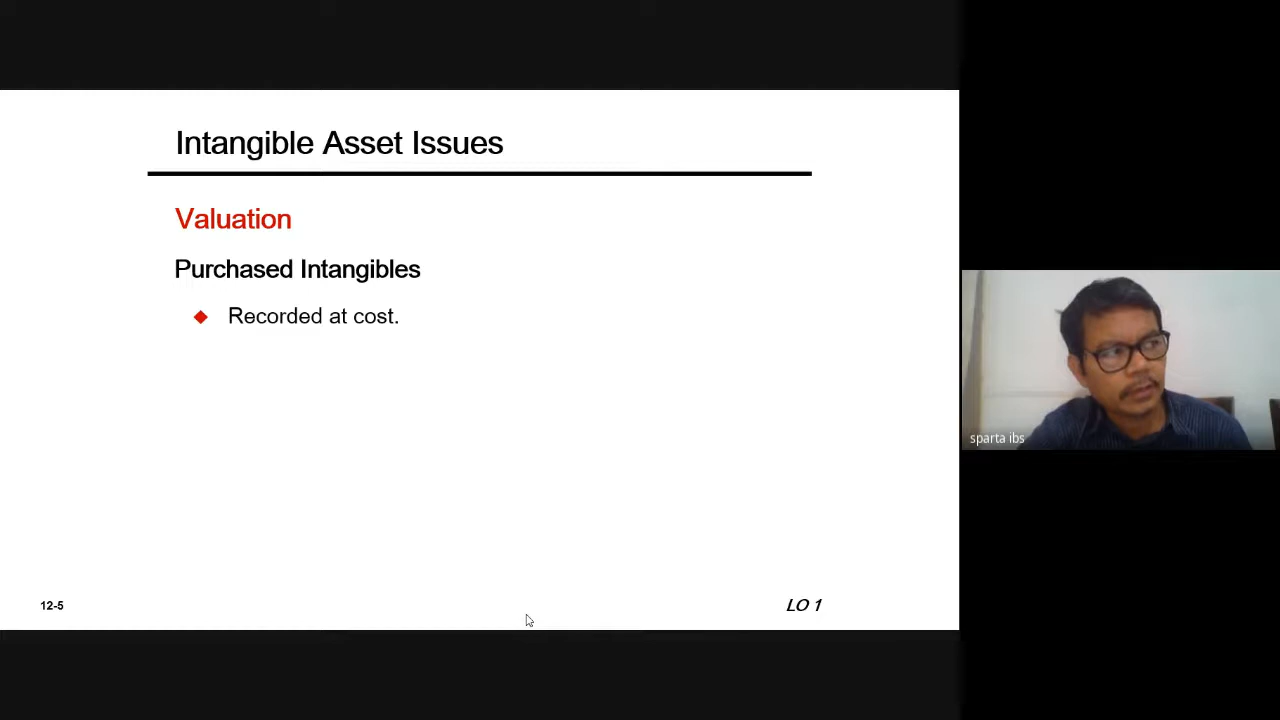 Intangible Asset Issues
Valuation
Purchased Intangibles
Recorded at cost.
12-5
LO 1
sparta ibs